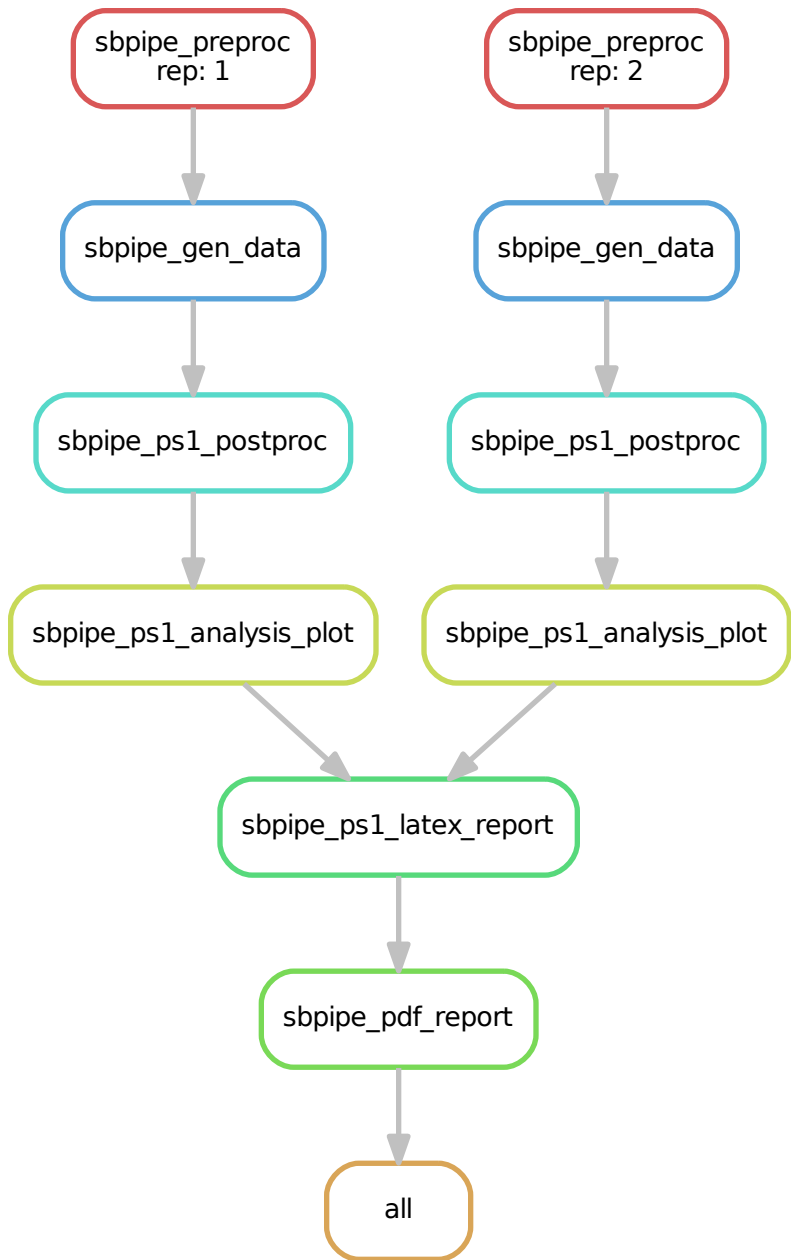 sbpipe_preproc
rep: 1
sbpipe_preproc
rep: 2
sbpipe_gen_data
sbpipe_gen_data
sbpipe_ps1_postproc
sbpipe_ps1_postproc
sbpipe_ps1_analysis_plot
sbpipe_ps1_analysis_plot
sbpipe_ps1_latex_report
sbpipe_pdf_report
all